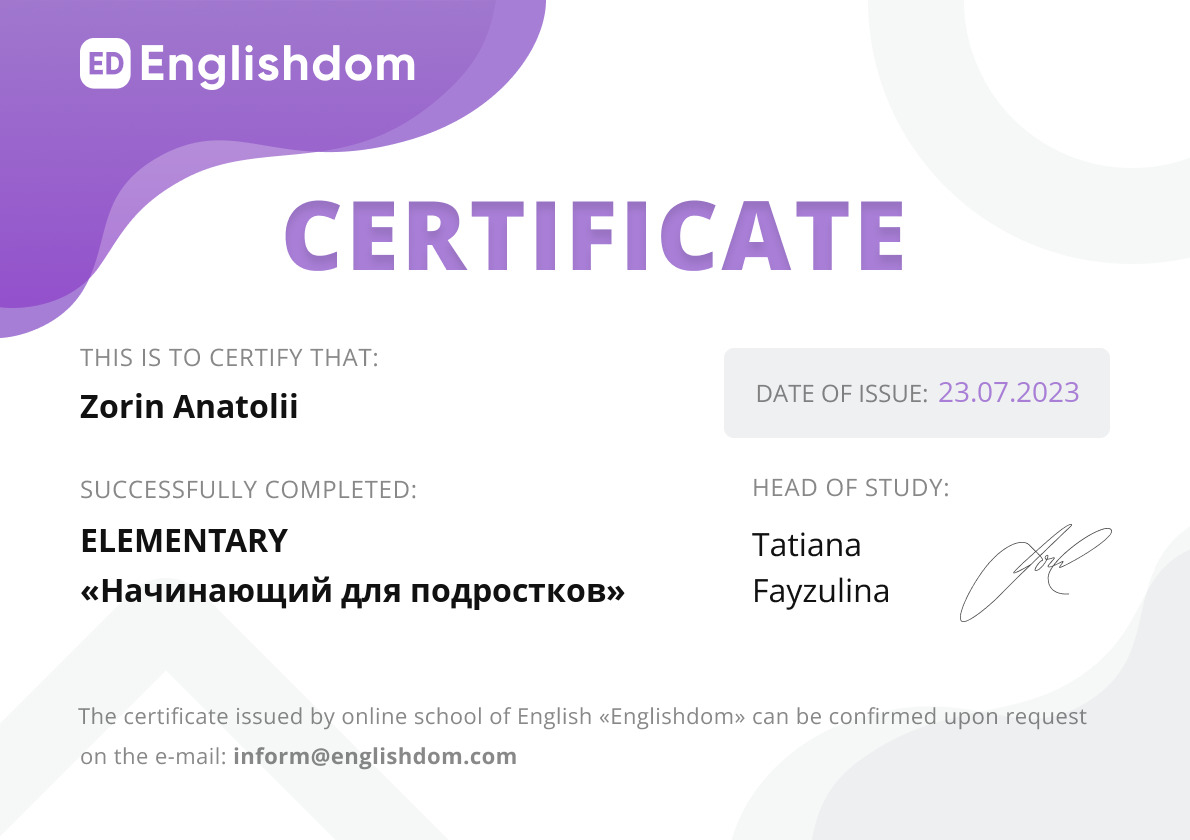 ED Englishdom
CERTIFICATE
THIS IS TO CERTIFY THAT:
Zorin Anatolii
DATE OF ISSUE: 23.07.2023
SUCCESSFULLY COMPLETED:
ELEMENTARY
«Начинающий для подростков»
HEAD OF STUDY:
Tatiana
Fayzulina
The certificate issued by online school of English «Englishdom» can be confirmed upon request
on the e-mail: inform@englishdom.com